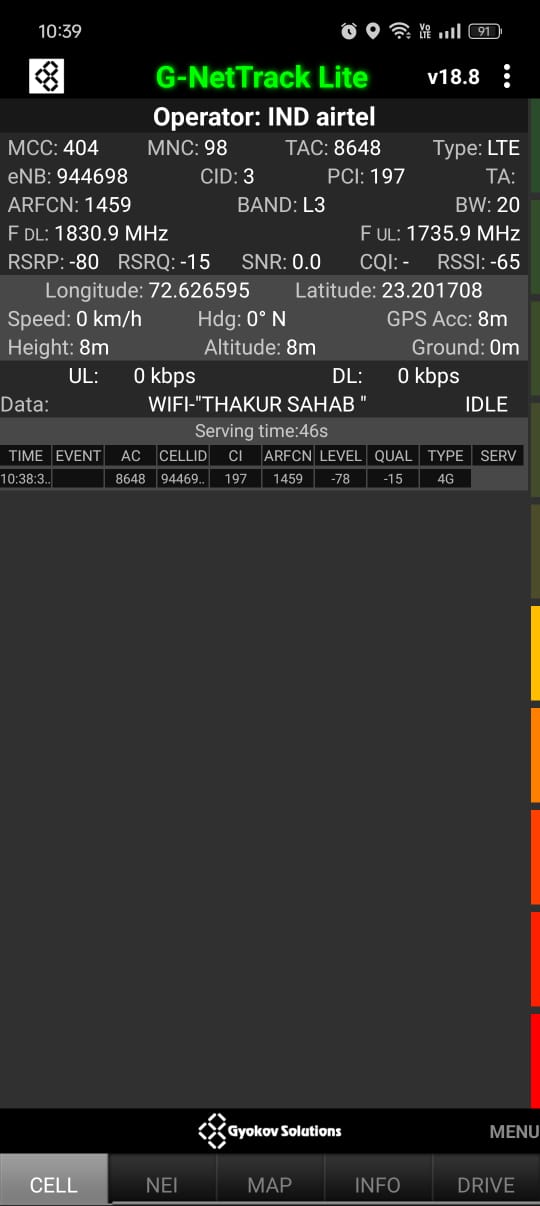 10:39 Vo LTE 91
G-NetTrack Lite v18.8
Operator: IND airtel
MCC: 404 MNC: 98 TAC: 8648 Type: LTE
eNB: 944698 CID: 3 PCI: 197 TA:
ARFCN: 1459 BAND: L3 BW: 20
F DL: 1830.9 MHz F UL: 1735.9 MHz
RSRP: -80 RSRQ: -15 SNR: 0.0 CQI: - RSSI: -65
Longitude: 72.626595 Latitude: 23.201708
Speed: 0 km/h Hdg: 0° N GPS Acc: 8m
Height: 8m Altitude: 8m Ground: 0m
UL: 0 kbps DL: 0 kbps
Data: WIFI-"THAKUR SAHAB " IDLE
Serving time:46s
TIME EVENT AC CELLID CI ARFCN LEVEL QUAL TYPE SERV
10:38:3.. 8648 94469.. 197 1459 -78 -15 4G
Gyokov Solutions MENU
CELL NEI MAP INFO DRIVE